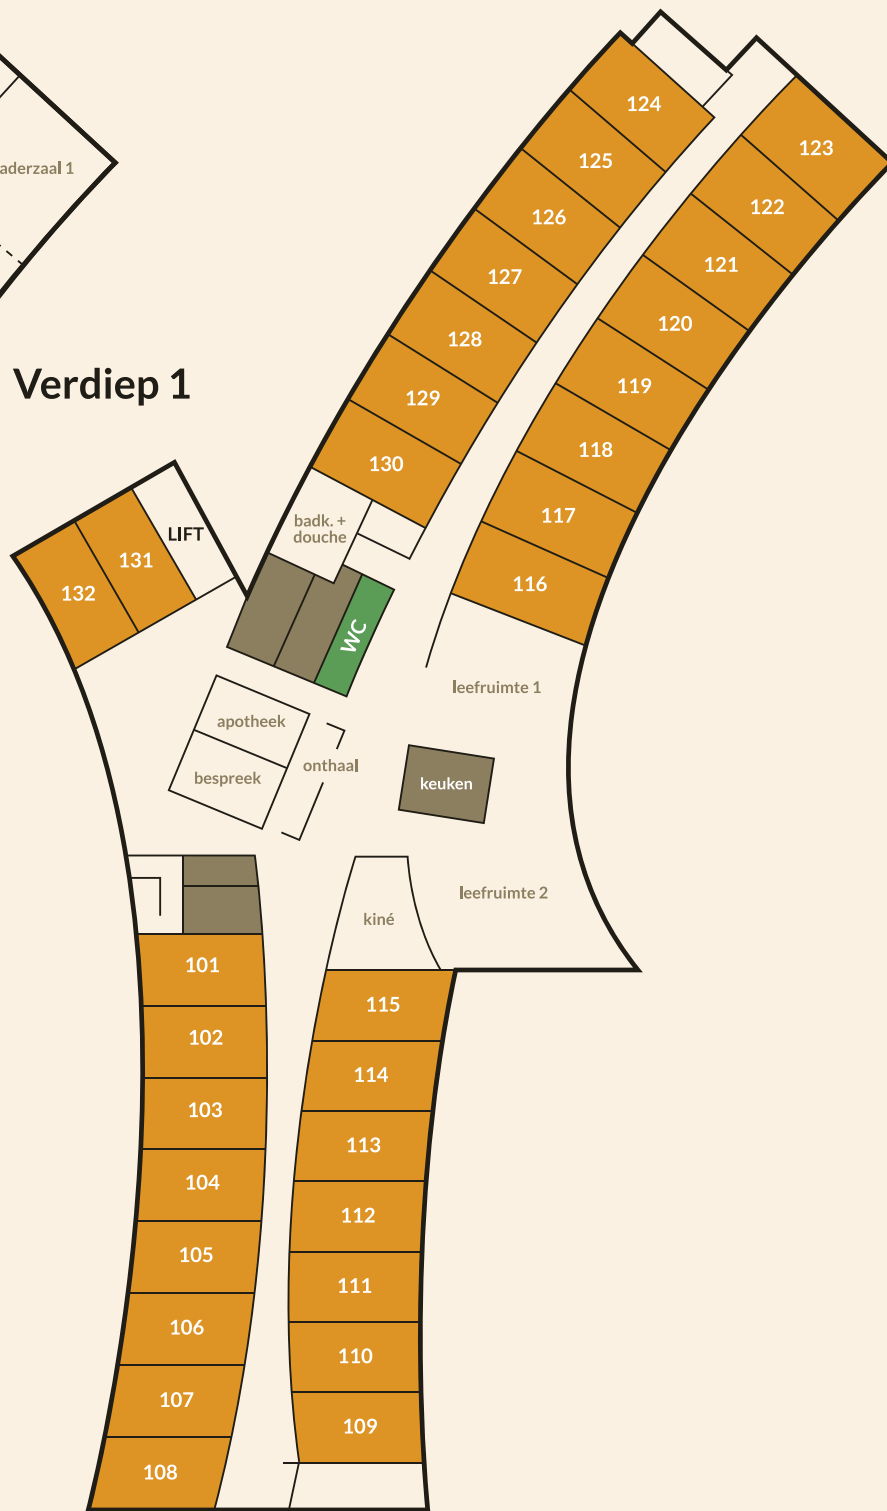 aderzaal 1
Verdiep 1
124
125
126
127
128
129
130
123
122
121
120
119
118
117
116
LIFT
131
132
badk. +
douche
WC
leefruimte 1
apotheek
bespreek
onthaal
keuken
leefruimte 2
kiné
101
102
103
104
105
106
107
108
115
114
113
112
111
110
109